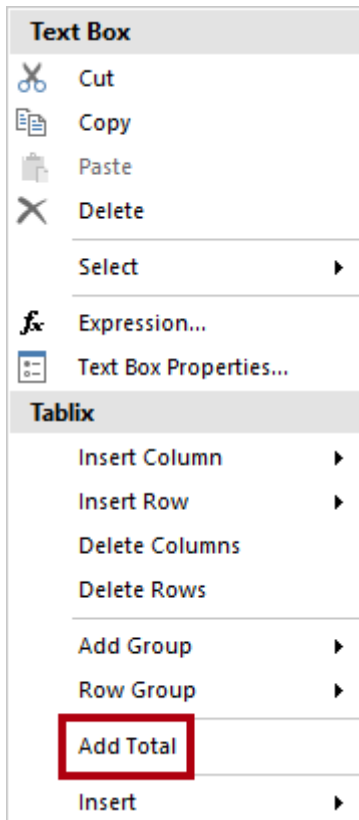 Text Box
Cut
Copy
Paste
Delete
Select
fx Expression...
Text Box Properties...
Tablix
Insert Column
Insert Row
Delete Columns
Delete Rows
Add Group
Row Group
Add Total
Insert